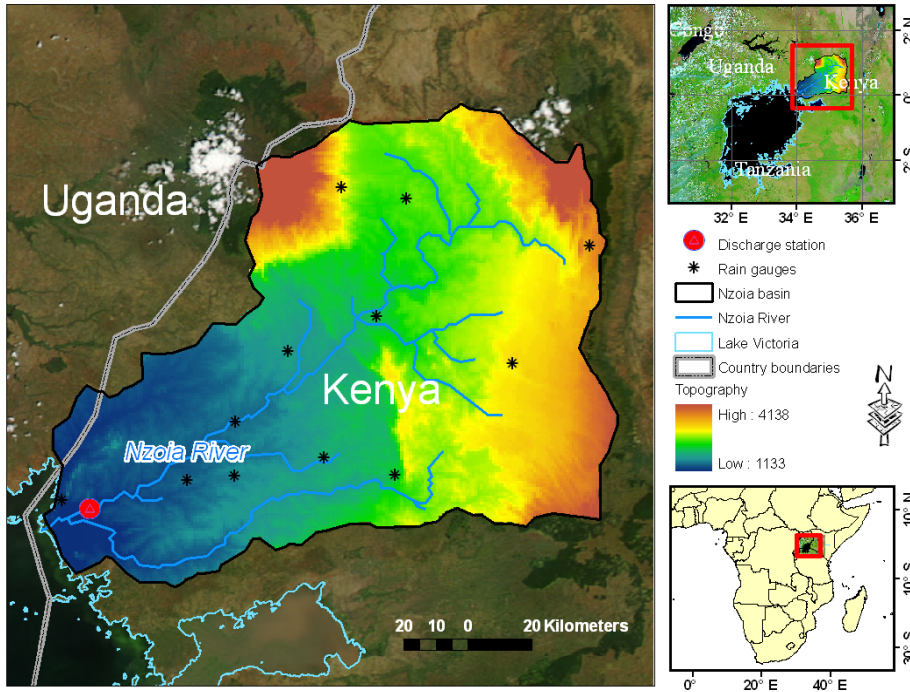 Uganda
Kenya
Nzoia River
20 10 0 20 Kilometers
Congo
Uganda
Kenya
Tanzania
2°N
0°
2°S
32°E 34°E 36°E
Discharge station
Rain gauges
Nzoia basin
Nzoia River
Lake Victoria
Country boundaries
Topography
High : 4138
Low : 1133
N
10°N
10°S
30°S
0° 20° E 40° E